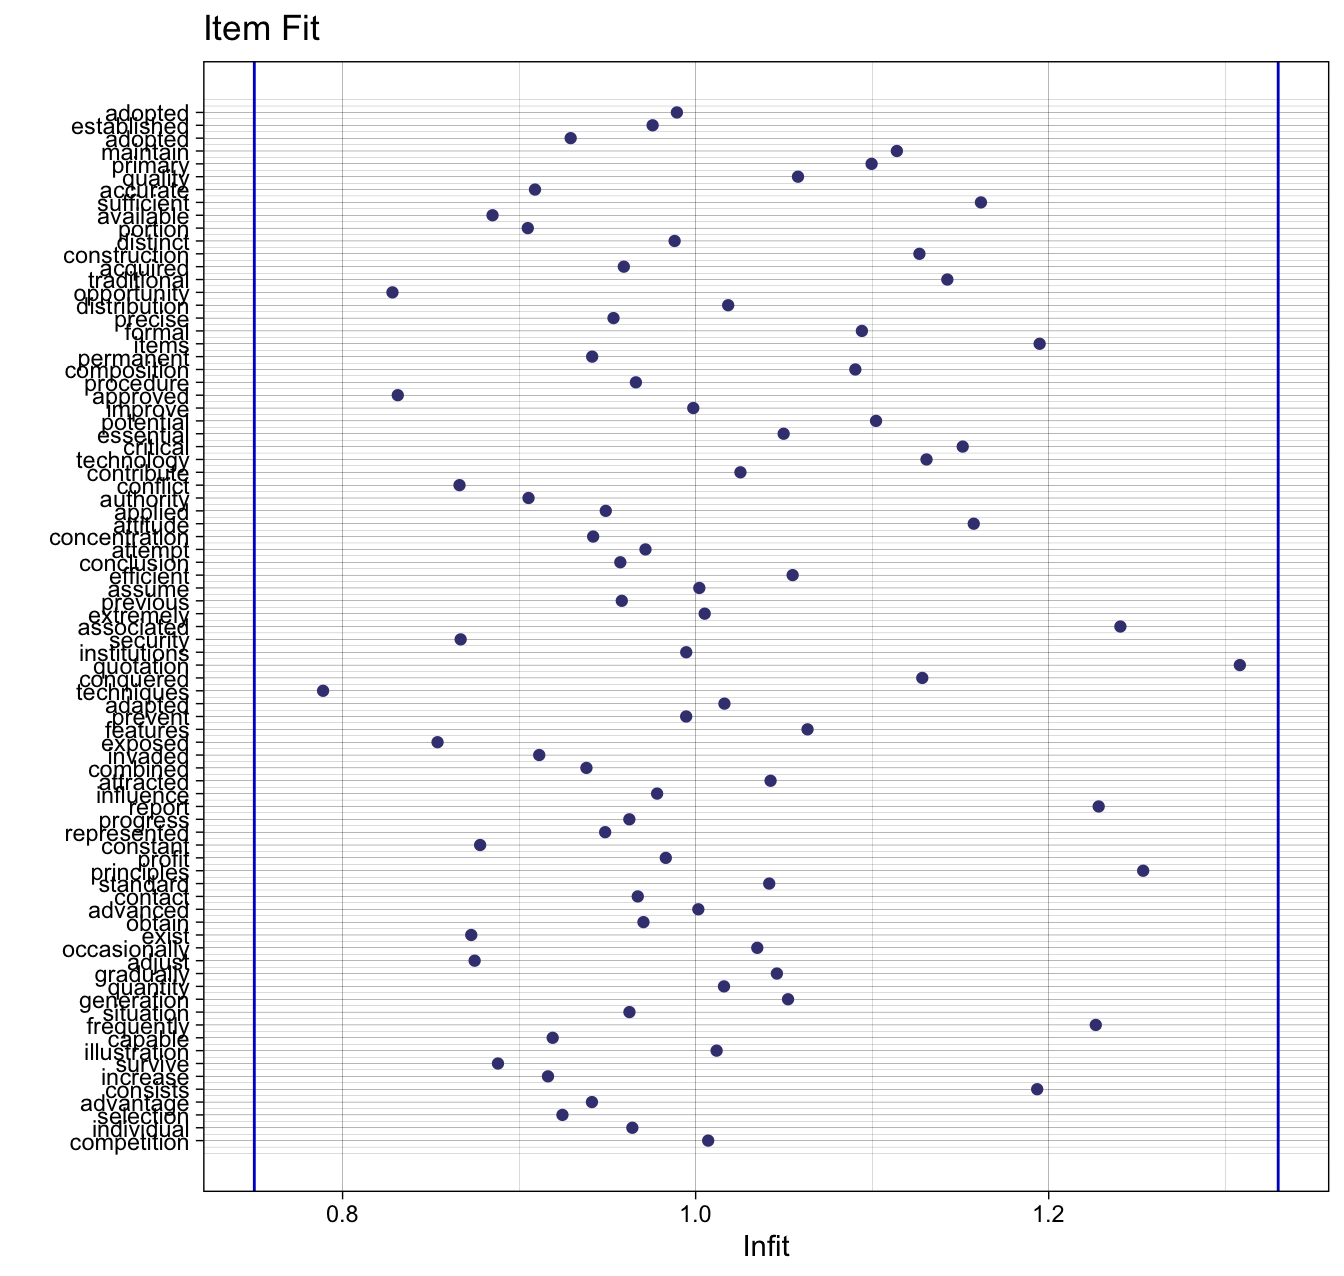 Item Fit
adopted
established
adopted
maintain
primary
quality
accurate
sufficient
available
portion
distinct
construction
acquired
traditional
opportunity
distribution
precise
formal
items
permanent
composition
procedure
approved
improve
potential
essential
critical
technology
contribute
conflict
authority
applied
attitude
concentration
attempt
conclusion
efficient
assume
previous
extremely
associated
security
institutions
quotation
conquered
techniques
adapted
prevent
features
exposed
invaded
combined
attracted
influence
report
progress
represented
constant
profit
principles
standard
contact
advanced
obtain
exist
occasionally
adjust
gradually
quantity
generation
situation
frequently
capable
illustration
survive
increase
consists
advantage
selection
individual
competition
0.8 1.0 1.2
Infit